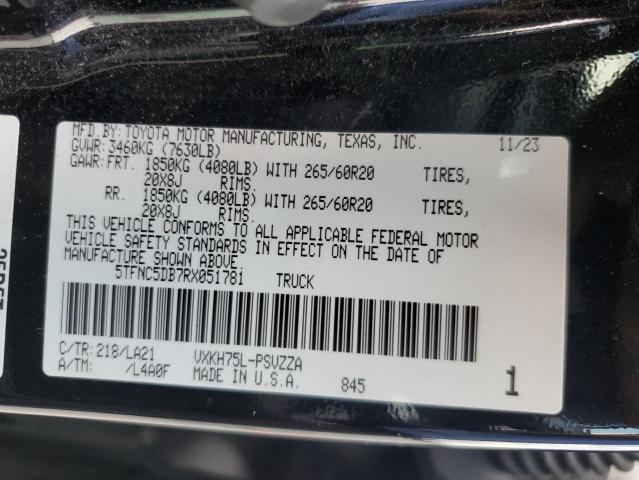 MFD.BY:TOYOTA MOTOR MANUFACTURING, TEXAS, INC. 11/23
GVWR: 3460KG (7630LB)
GAWR: FRT. 1850KG (4080LB) WITH 265/60R20 TIRES,
20X8J RIMS.
RR. 1850KG (4080LB) WITH 265/60R20 TIRES,
20X8J RIMS.
THIS VEHICLE CONFORMS TO ALL APPLICABLE FEDERAL MOTOR
VEHICLE SAFETY STANDARDS IN EFFECT ON THE DATE OF
MANUFACTURE SHOWN ABOVE.
5TFNC5DB7RX051781 TRUCK
C/TR: 218/LA21 VXKH75L-PSVZZA
A/TM: /L4A0F MADE IN U.S.A. 845 1